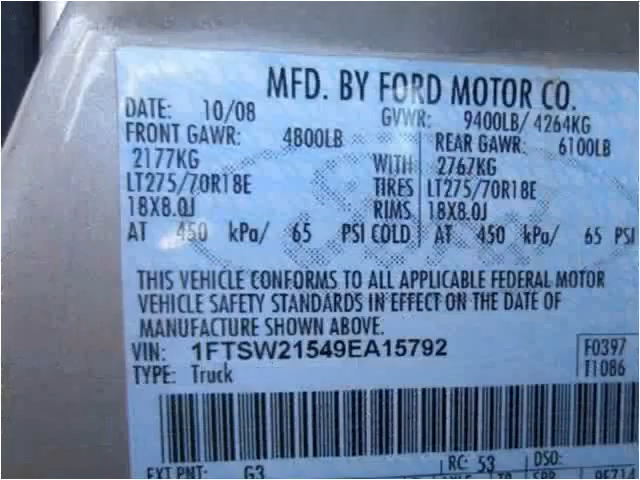 MFD. BY FORD MOTOR CO.
DATE: 10/08 GVWR: 9400LB/ 4264KG
FRONT GAWR: 4800LB REAR GAWR: 6100LB
2177KG WITH 2767KG
LT275/70R18E TIRES LT275/70R18E
18X8.0J RIMS 18X8.0J
AT 450 kPa/ 65 PSI COLD AT 450 kPa/ 65 PSI
THIS VEHICLE CONFORMS TO ALL APPLICABLE FEDERAL MOTOR
VEHICLE SAFETY STANDARDS IN EFFECT ON THE DATE OF
MANUFACTURE SHOWN ABOVE.
VIN: 1FTSW21549EA15792 F0397
TYPE: Truck T1086
EXT PNT: G3 RC: 53 DSO: